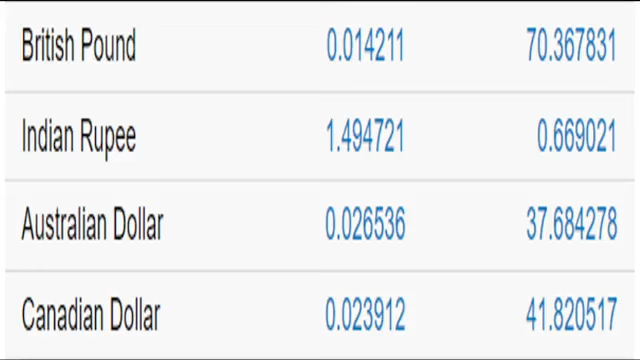 British Pound 0.014211 70.367831
Indian Rupee 1.494721 0.669021
Australian Dollar 0.026536 37.684278
Canadian Dollar 0.023912 41.820517